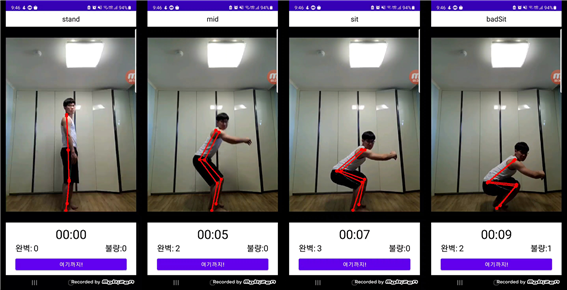 9:46
94%
stand
00:00
완벽: 0
불량:0
여기까지!
Recorded by Mobizen
9:46
94%
mid
00:05
완벽: 2
불량:0
여기까지!
Recorded by Mobizen
9:46
94%
sit
00:07
완벽: 3
불량:0
여기까지!
Recorded by Mobizen
9:46
94%
badSit
00:09
완벽: 2
불량:1
여기까지!
Recorded by Mobizen